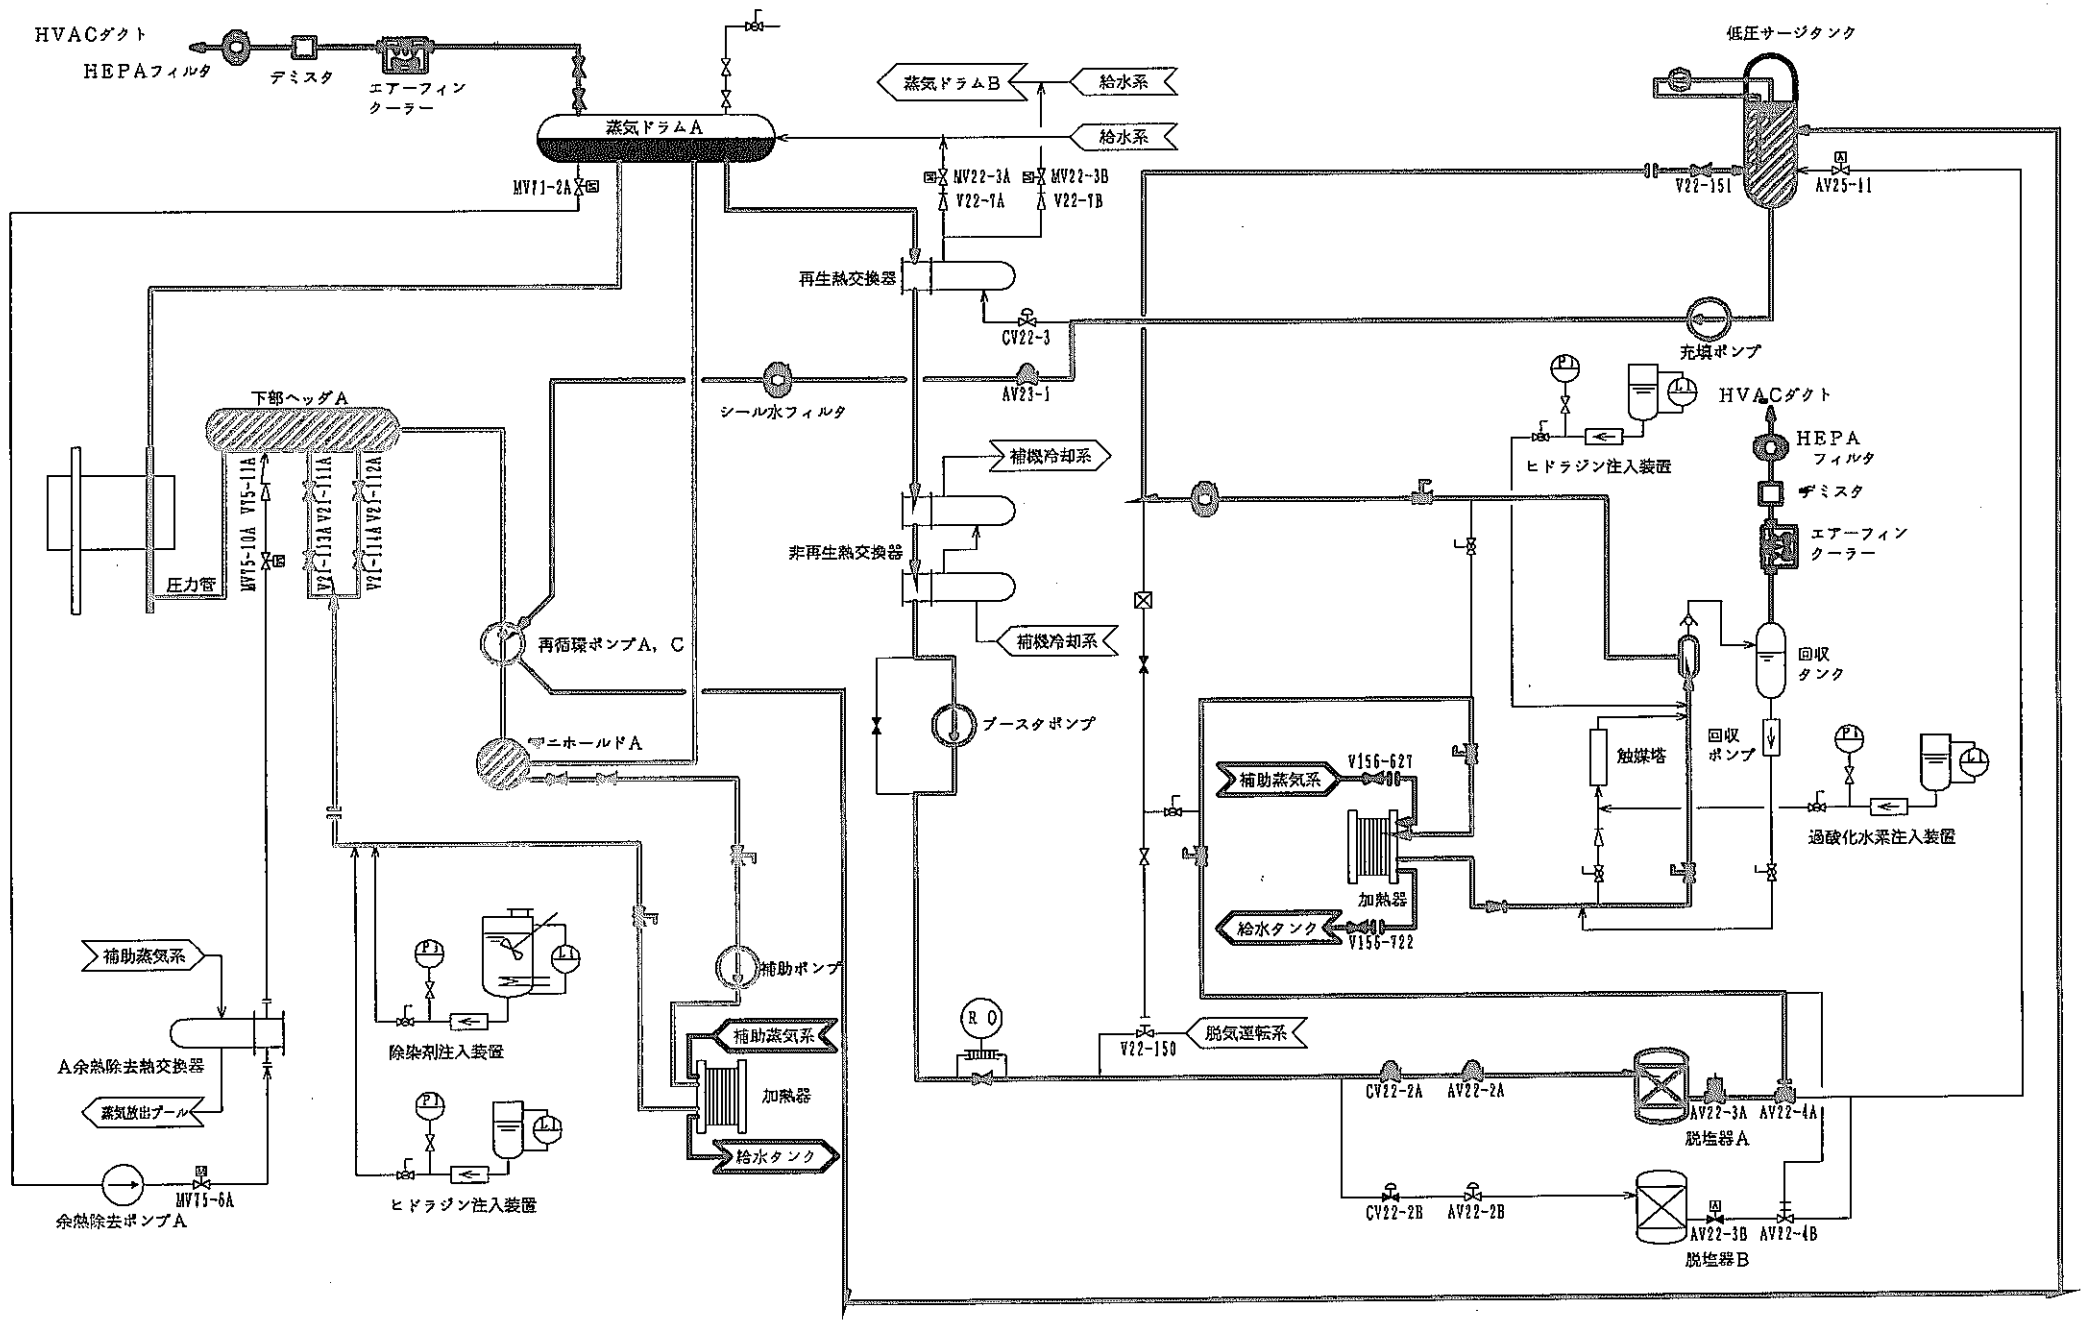 HVACダクト
HEPAフィルタ
デミスタ
エアーフィン
クーラー
蒸気ドラムA
MV71-2A
蒸気ドラムB
給水系
給水系
MV22-3A
V22-7A
MV22-3B
V22-7B
低圧サージタンク
V22-151
AV25-11
再生熱交換器
CV22-3
充填ポンプ
AV23-1
シール水フィルタ
下部ヘッダA
V75-11A
MV75-10A
V21-111A
V21-113A
V21-112A
V21-114A
圧力管
補機冷却系
非再生熱交換器
補機冷却系
再循環ポンプA, C
マニホールドA
ブースタポンプ
PI
LI
ヒドラジン注入装置
HVACダクト
HEPA
フィルタ
デミスタ
エアーフィン
クーラー
回収
タンク
回収
ポンプ
触媒塔
PI
LI
過酸化水素注入装置
V156-627
補助蒸気系
加熱器
給水タンク
V156-722
補助蒸気系
A余熱除去熱交換器
蒸気放出プール
余熱除去ポンプA
MV75-6A
PI
LI
除染剤注入装置
PI
LI
ヒドラジン注入装置
補助ポンプ
補助蒸気系
加熱器
給水タンク
RO
V22-150
脱気運転系
CV22-2A
AV22-2A
AV22-3A
AV22-4A
脱塩器A
CV22-2B
AV22-2B
AV22-3B
AV22-4B
脱塩器B